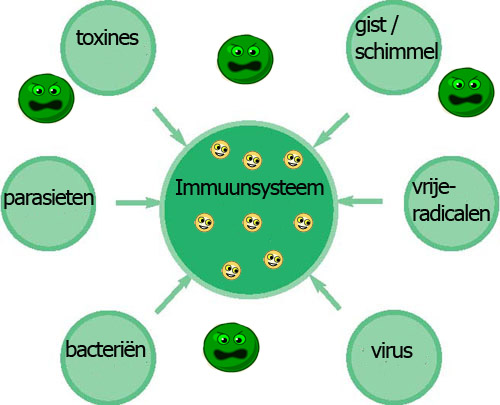 toxines
gist /
schimmel
parasieten
Immuunsysteem
vrije-
radicalen
bacteriën
virus